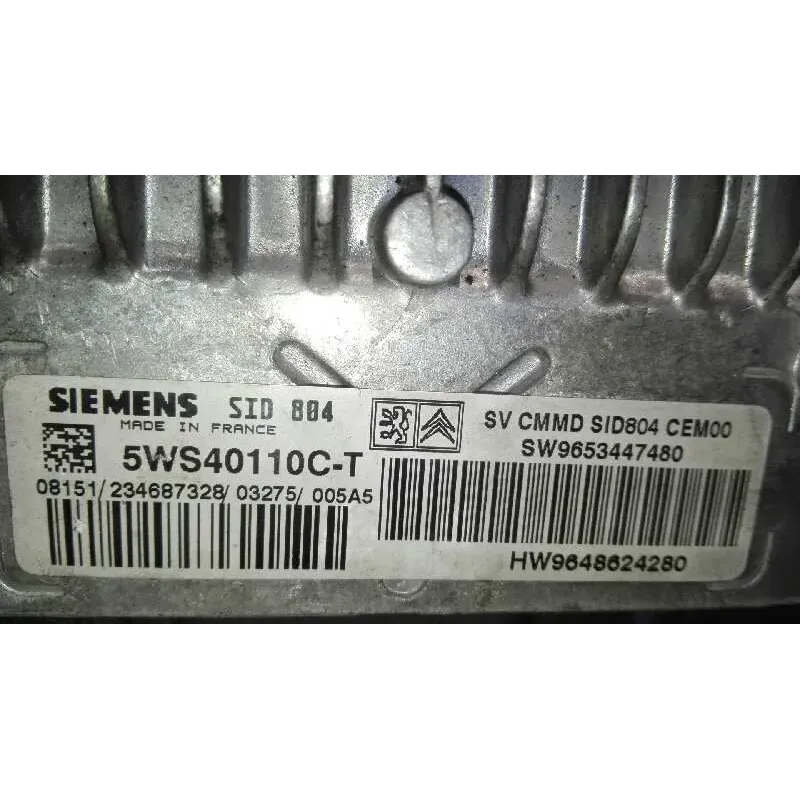 SIEMENS SID 804
MADE IN FRANCE
5WS40110C-T
08151/234687328/03275/005A5
SV CMMD SID804 CEM00
SW9653447480
HW9648624280